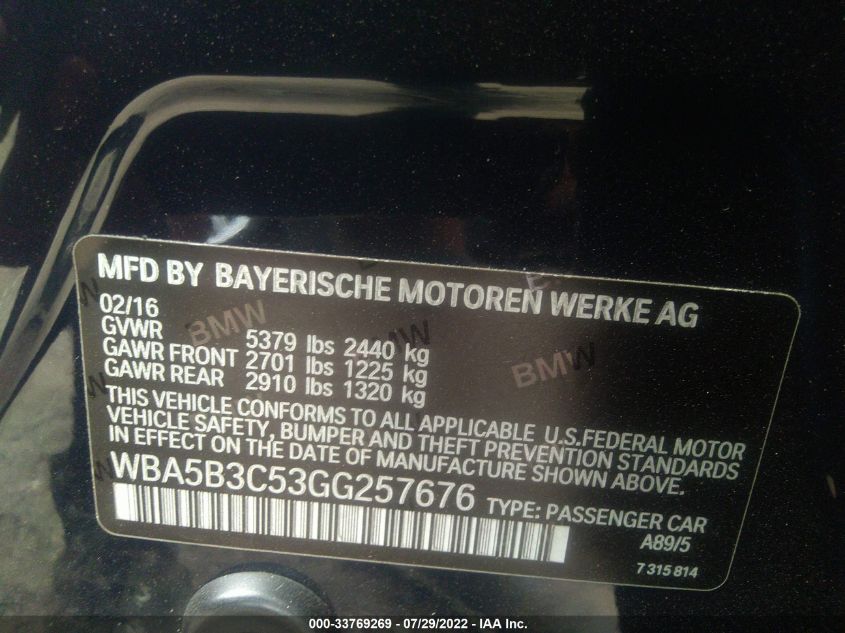 MFD BY BAYERISCHE MOTOREN WERKE AG
02/16
GVWR 5379 lbs 2440 kg
GAWR FRONT 2701 lbs 1225 kg
GAWR REAR 2910 lbs 1320 kg
BMW BMW BMW
THIS VEHICLE CONFORMS TO ALL APPLICABLE U.S.FEDERAL MOTOR
VEHICLE SAFETY, BUMPER AND THEFT PREVENTION STANDARDS
IN EFFECT ON THE DATE OF MANUFACTURE SHOWN ABOVE.
WBA5B3C53GG257676
TYPE: PASSENGER CAR
A89/5
7 315 814
000-33769269 - 07/29/2022 - IAA Inc.